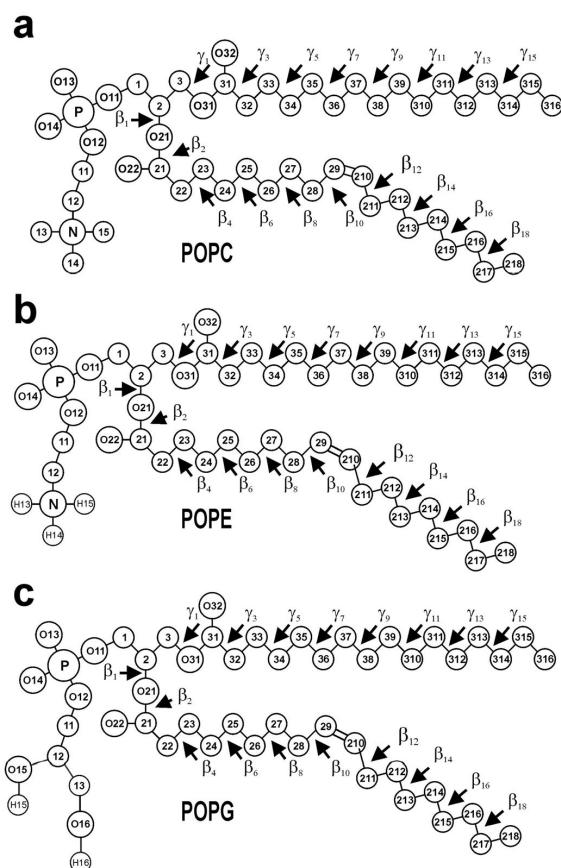 a
O32
γ1 γ3 γ5 γ7 γ9 γ11 γ13 γ15
O13 O11 1 3 31 33 35 37 39 311 313 315
P 2 O31 32 34 36 38 310 312 314 316
O14 O12 β1 O21 β2
11 O22 21 23 25 27 29 210 β12
12 22 24 26 28 211 212 β14
β4 β6 β8 β10 213 214 β16
13 N 15 POPC 215 216 β18
14 217 218
b
O32
γ1 γ3 γ5 γ7 γ9 γ11 γ13 γ15
O13 O11 1 3 31 33 35 37 39 311 313 315
P 2 O31 32 34 36 38 310 312 314 316
O14 O12 β1 O21 β2
11 O22 21 23 25 27 29 210 β12
12 22 24 26 28 211 212 β14
β4 β6 β8 β10 213 214 β16
H13 N H15 POPE 215 216 β18
H14 217 218
c
O32
γ1 γ3 γ5 γ7 γ9 γ11 γ13 γ15
O13 O11 1 3 31 33 35 37 39 311 313 315
P 2 O31 32 34 36 38 310 312 314 316
O14 O12 β1 O21 β2
11 O22 21 23 25 27 29 210 β12
12 22 24 26 28 211 212 β14
O15 13 β4 β6 β8 β10 213 214 β16
H15 O16 POPG 215 216 β18
H16 217 218